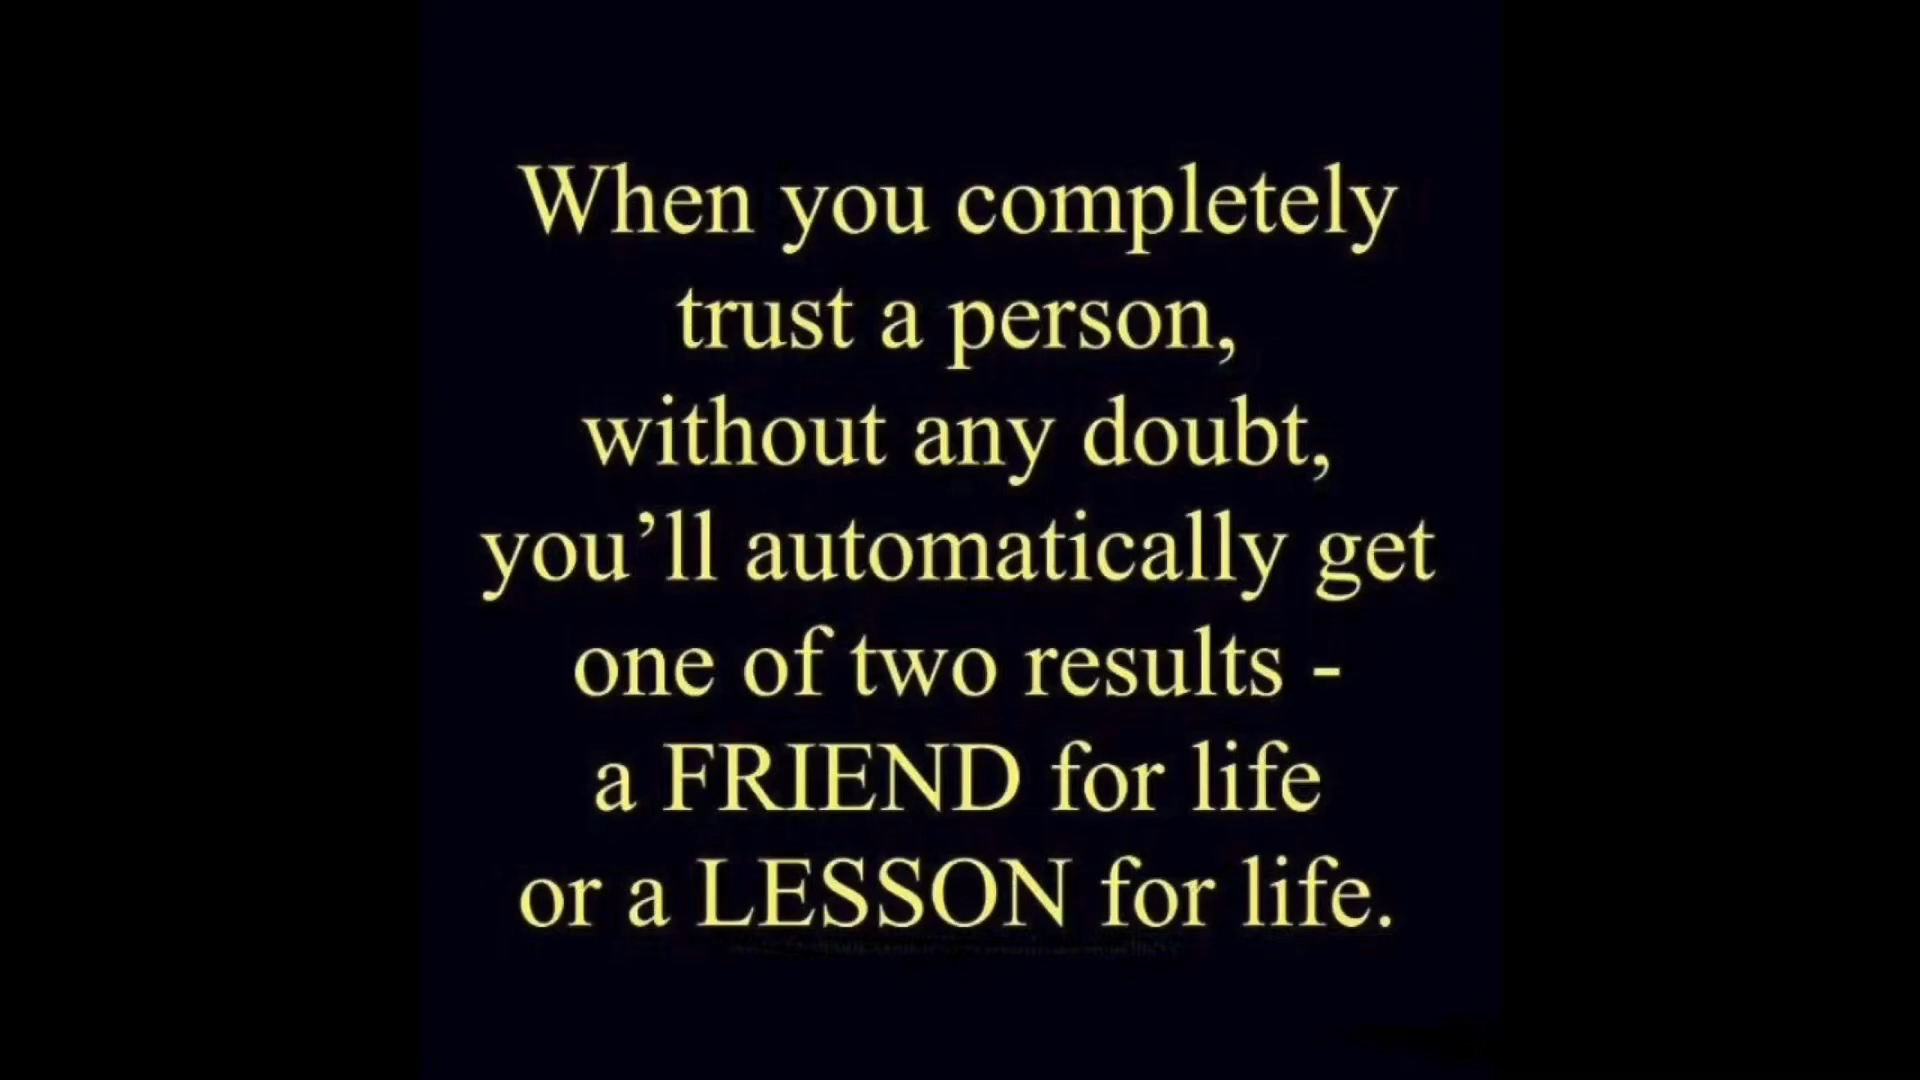 When you completely
trust a person,
without any doubt,
you’ll automatically get
one of two results -
a FRIEND for life
or a LESSON for life.